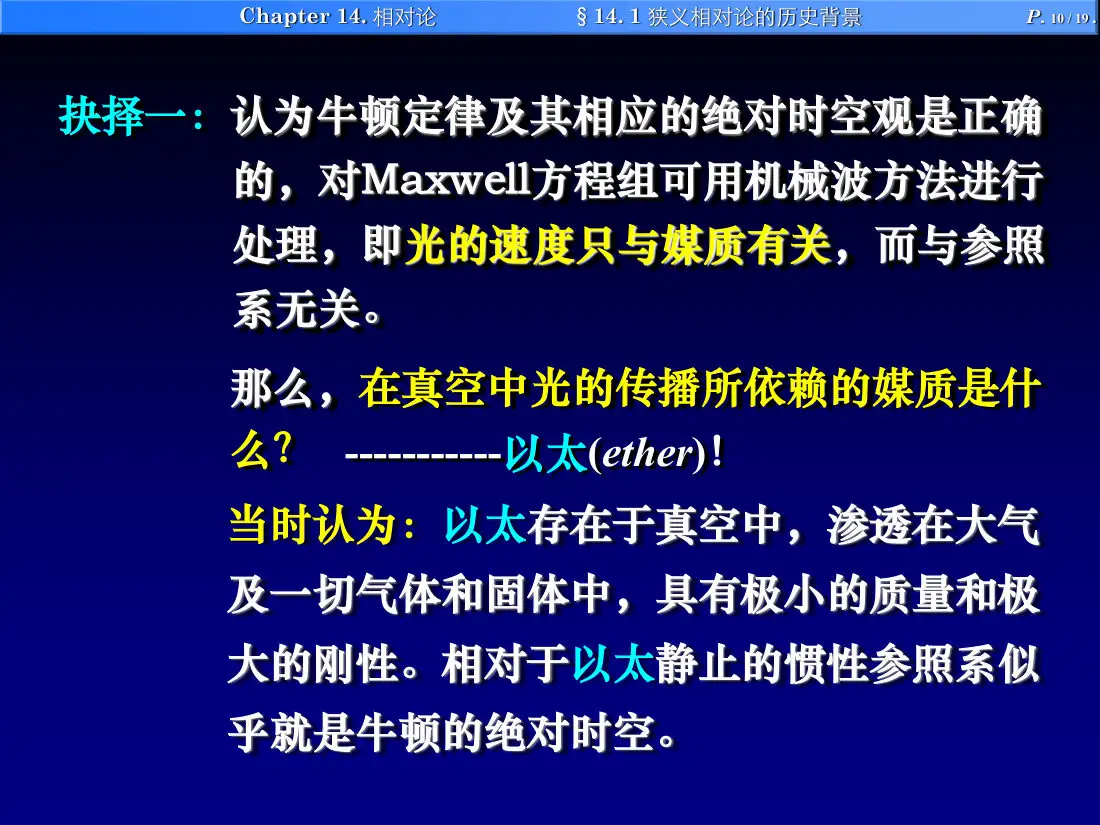 Chapter 14. 相对论 §14.1 狭义相对论的历史背景 P. 10 / 19 .
抉择一：认为牛顿定律及其相应的绝对时空观是正确
的，对Maxwell方程组可用机械波方法进行
处理，即光的速度只与媒质有关，而与参照
系无关。
那么，在真空中光的传播所依赖的媒质是什
么？ -----------以太(ether)！
当时认为：以太存在于真空中，渗透在大气
及一切气体和固体中，具有极小的质量和极
大的刚性。相对于以太静止的惯性参照系似
乎就是牛顿的绝对时空。